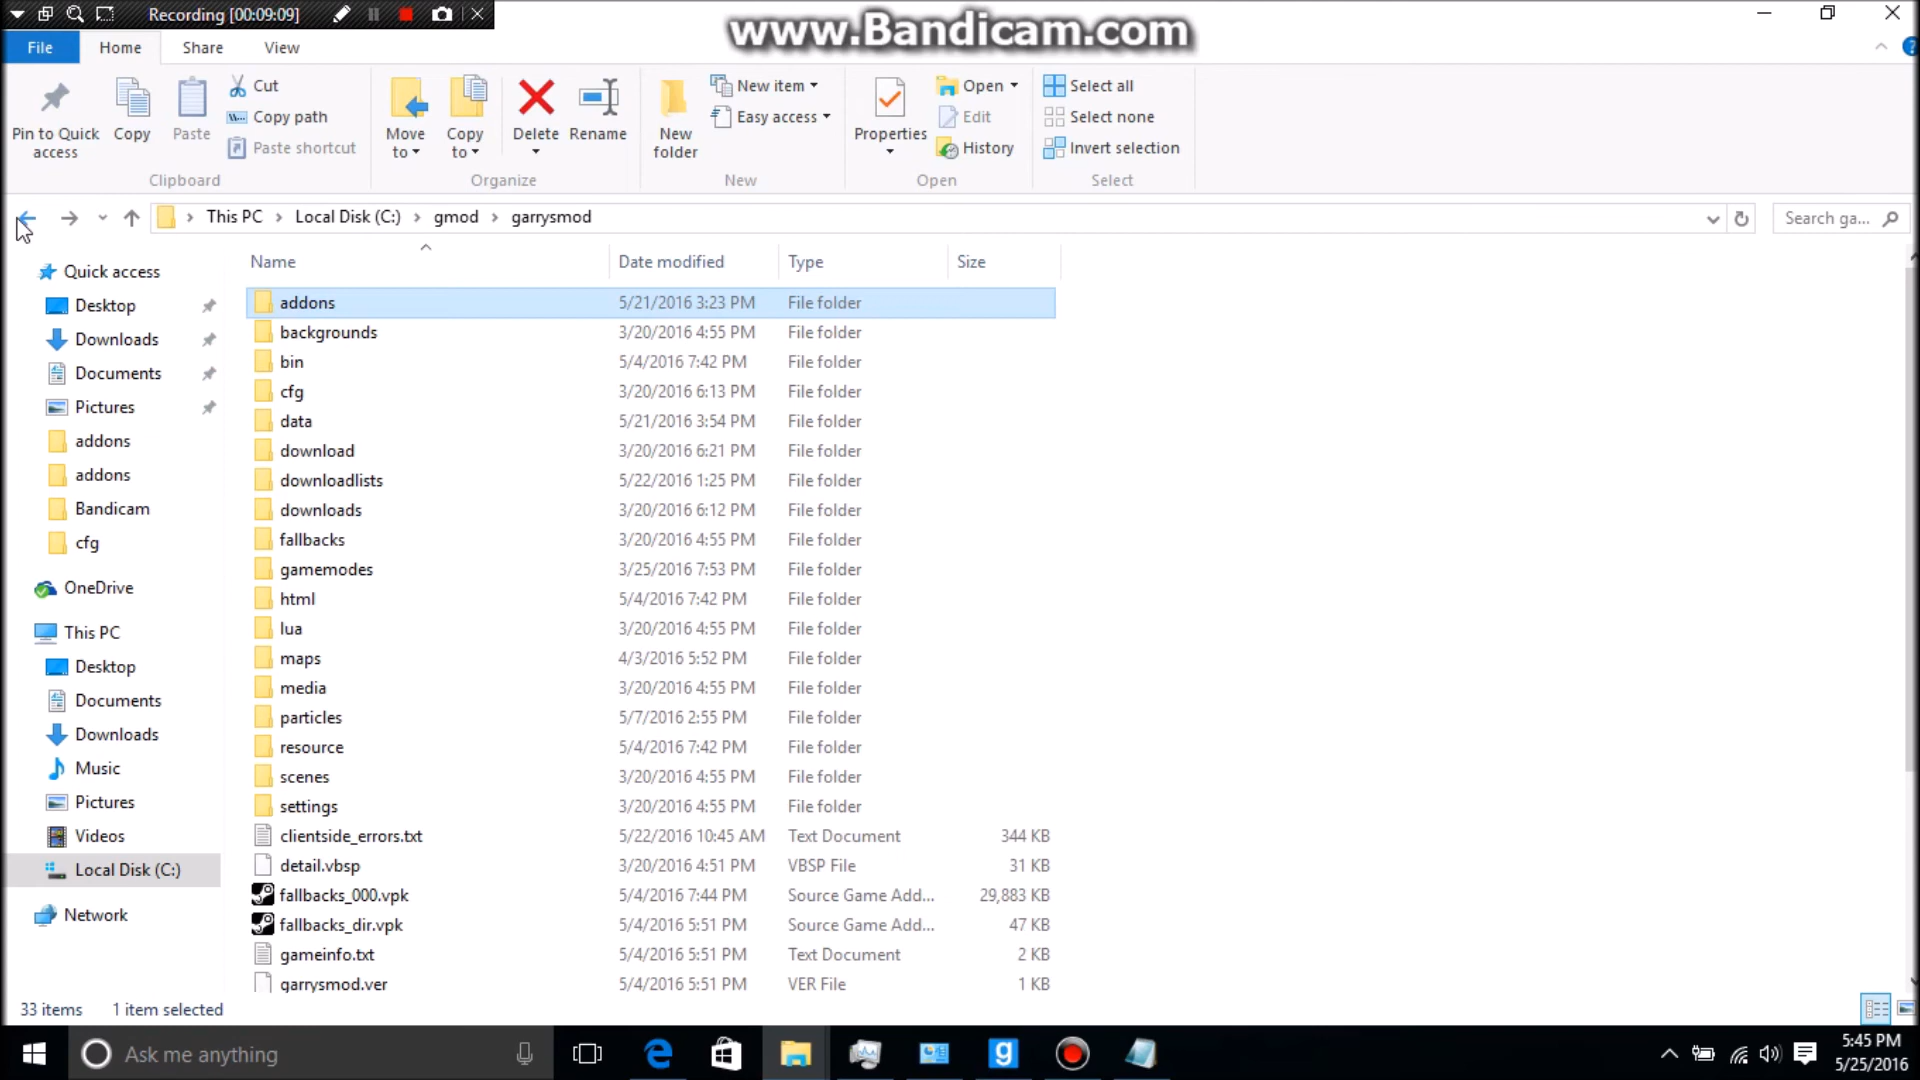 Recording [00:09:09]
www.Bandicam.com
File Home Share View
Pin to Quick access
Copy
Paste
Cut
Copy path
Paste shortcut
Move to
Copy to
Delete
Rename
New folder
New item
Easy access
Properties
Open
Edit
History
Select all
Select none
Invert selection
Clipboard Organize New Open Select
This PC Local Disk (C:) gmod garrysmod
Search ga...
Name Date modified Type Size
Quick access
Desktop
Downloads
Documents
Pictures
addons
addons
Bandicam
cfg
OneDrive
This PC
Desktop
Documents
Downloads
Music
Pictures
Videos
Local Disk (C:)
Network
addons 5/21/2016 3:23 PM File folder
backgrounds 3/20/2016 4:55 PM File folder
bin 5/4/2016 7:42 PM File folder
cfg 3/20/2016 6:13 PM File folder
data 5/21/2016 3:54 PM File folder
download 3/20/2016 6:21 PM File folder
downloadlists 5/22/2016 1:25 PM File folder
downloads 3/20/2016 6:12 PM File folder
fallbacks 3/20/2016 4:55 PM File folder
gamemodes 3/25/2016 7:53 PM File folder
html 5/4/2016 7:42 PM File folder
lua 3/20/2016 4:55 PM File folder
maps 4/3/2016 5:52 PM File folder
media 3/20/2016 4:55 PM File folder
particles 5/7/2016 2:55 PM File folder
resource 5/4/2016 7:42 PM File folder
scenes 3/20/2016 4:55 PM File folder
settings 3/20/2016 4:55 PM File folder
clientside_errors.txt 5/22/2016 10:45 AM Text Document 344 KB
detail.vbsp 3/20/2016 4:51 PM VBSP File 31 KB
fallbacks_000.vpk 5/4/2016 7:44 PM Source Game Add... 29,883 KB
fallbacks_dir.vpk 5/4/2016 5:51 PM Source Game Add... 47 KB
gameinfo.txt 5/4/2016 5:51 PM Text Document 2 KB
garrysmod.ver 5/4/2016 5:51 PM VER File 1 KB
33 items 1 item selected
Ask me anything
5:45 PM
5/25/2016